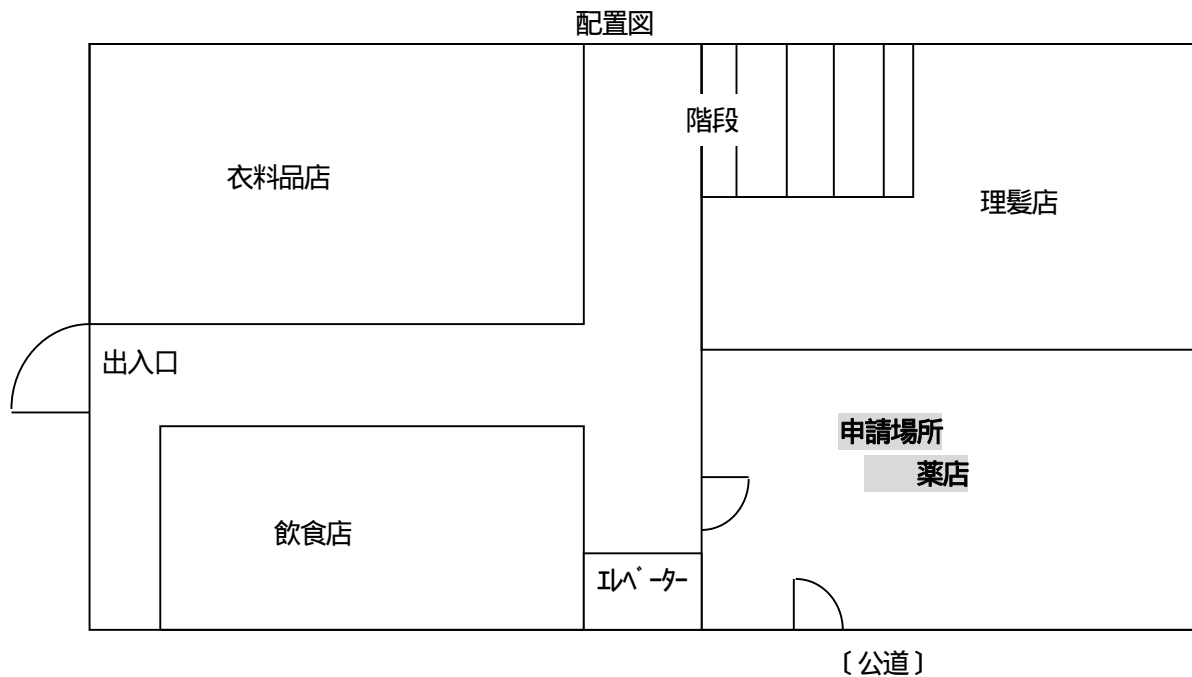 配置図
階段
衣料品店
理髪店
出入口
申請場所
薬店
飲食店
ｴﾚﾍﾞｰﾀｰ
〔公道〕